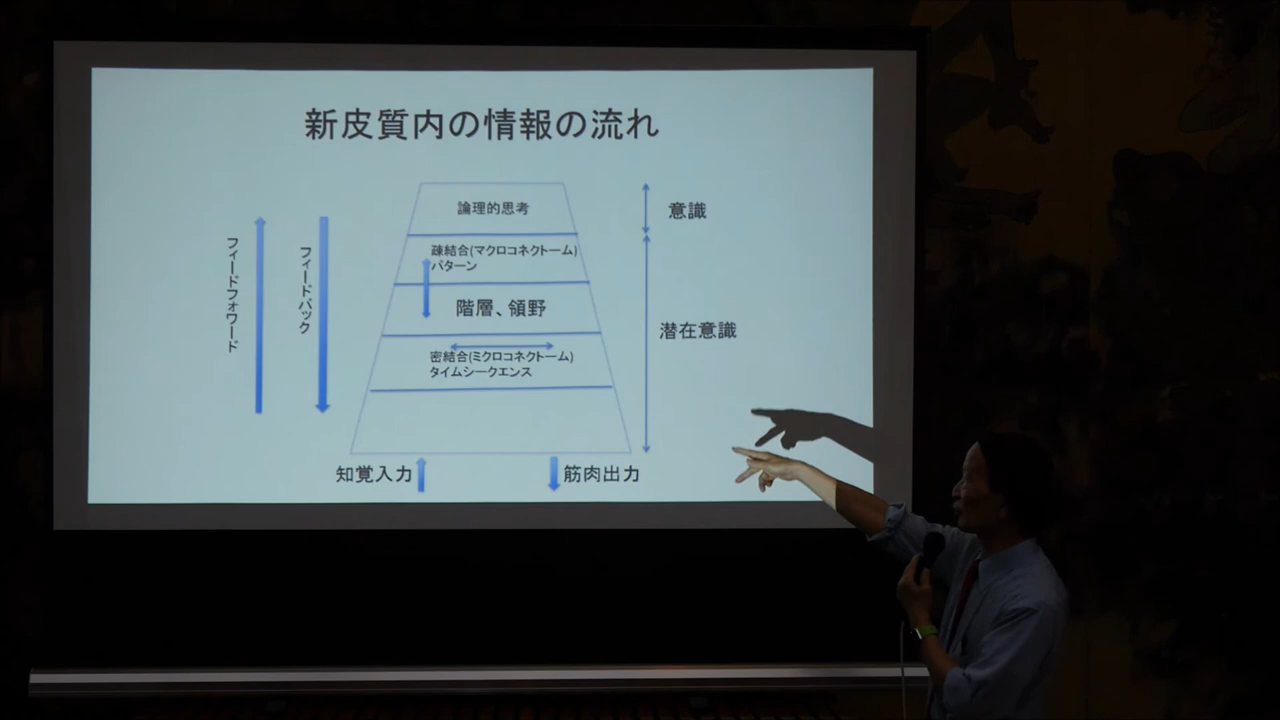 新皮質内の情報の流れ
フィードフォワード
フィードバック
論理的思考
疎結合(マクロコネクトーム)
パターン
階層、領野
密結合(ミクロコネクトーム)
タイムシークエンス
意識
潜在意識
知覚入力
筋肉出力